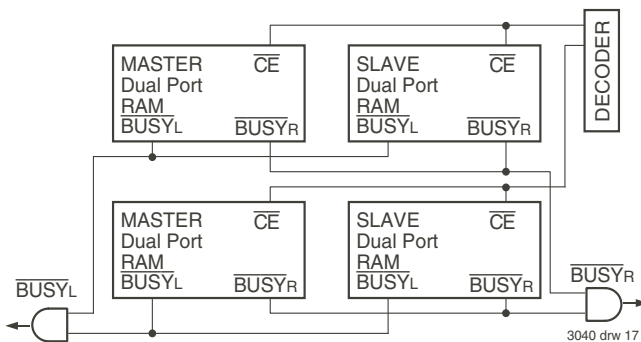 MASTER CE
Dual Port
RAM
BUSYL BUSYR
SLAVE CE
Dual Port
RAM
BUSYL BUSYR
DECODER
MASTER CE
Dual Port
RAM
BUSYL BUSYR
SLAVE CE
Dual Port
RAM
BUSYL BUSYR
BUSYL
BUSYR
3040 drw 17